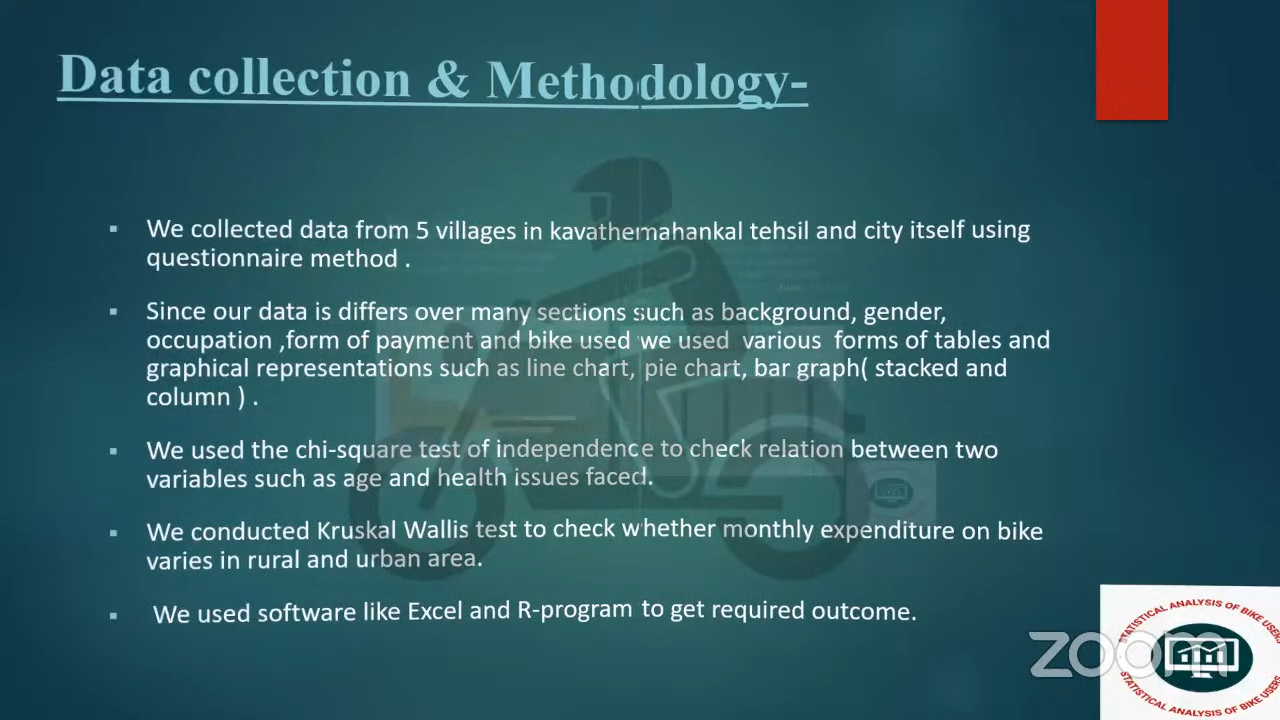 Data collection & Methodology-
▪ We collected data from 5 villages in kavathemahankal tehsil and city itself using
questionnaire method .
▪ Since our data is differs over many sections such as background, gender,
occupation ,form of payment and bike used we used various forms of tables and
graphical representations such as line chart, pie chart, bar graph( stacked and
column ) .
▪ We used the chi-square test of independence to check relation between two
variables such as age and health issues faced.
▪ We conducted Kruskal Wallis test to check whether monthly expenditure on bike
varies in rural and urban area.
▪ We used software like Excel and R-program to get required outcome.
STATISTICAL ANALYSIS OF BIKE USERS
zoom
STATISTICAL ANALYSIS OF BIKE USERS